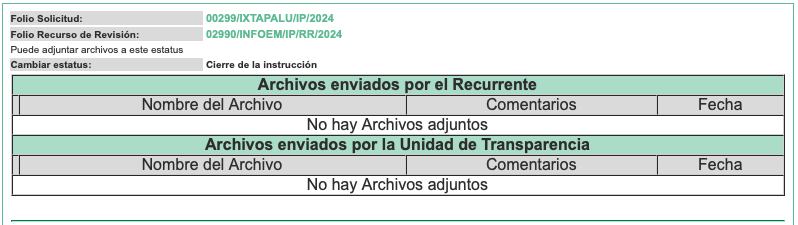 Folio Solicitud: 00299/IXTAPALU/IP/2024
Folio Recurso de Revisión: 02990/INFOEM/IP/RR/2024
Puede adjuntar archivos a este estatus
Cambiar estatus: Cierre de la instrucción
Archivos enviados por el Recurrente
Nombre del Archivo Comentarios Fecha
No hay Archivos adjuntos
Archivos enviados por la Unidad de Transparencia
Nombre del Archivo Comentarios Fecha
No hay Archivos adjuntos